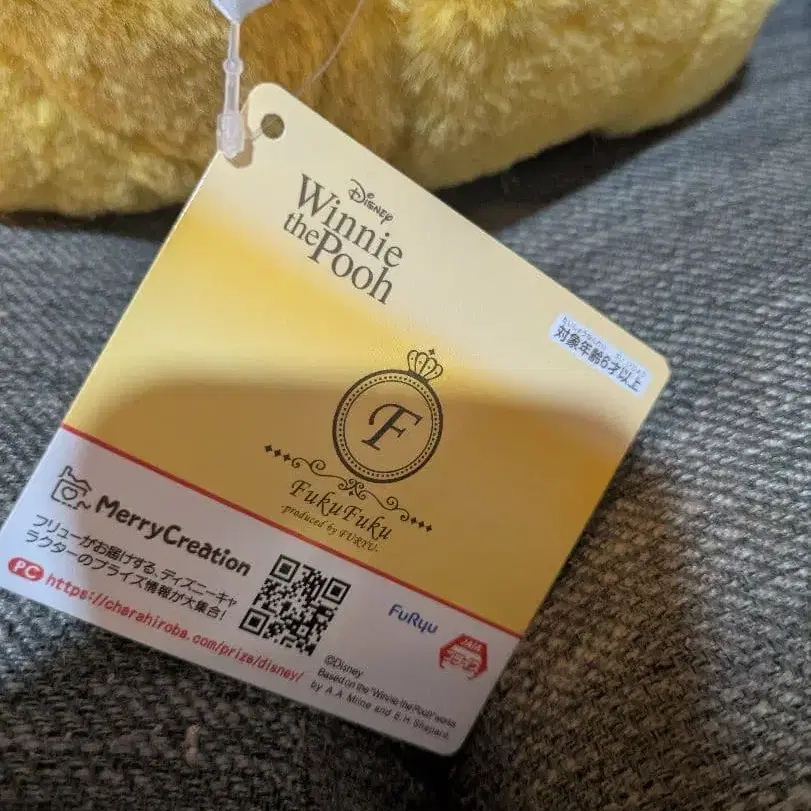 Disney
Winnie
the Pooh
対象年齢6才以上
F
FukuFuku
-produced by FURYU-
MerryCreation
フリューがお届けする、ディズニーキャ
ラクターのプライズ情報が大集合!
PC https://charahiroba.com/prize/disney/
FuRyu
©Disney
Based on the "Winnie the Pooh" works
by A.A. Milne and E.H. Shepard.